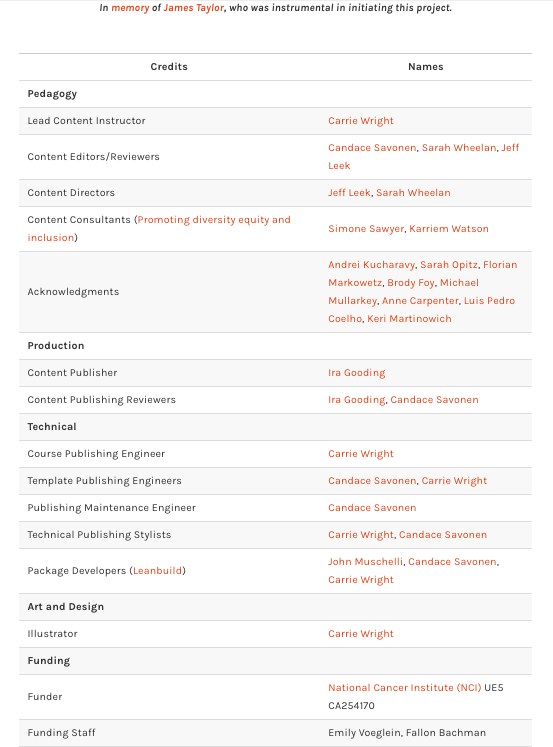 In memory of James Taylor, who was instrumental in initiating this project.
Credits Names
Pedagogy
Lead Content Instructor Carrie Wright
Content Editors/Reviewers Candace Savonen, Sarah Wheelan, Jeff
Leek
Content Directors Jeff Leek, Sarah Wheelan
Content Consultants (Promoting diversity equity and
inclusion) Simone Sawyer, Karriem Watson
Acknowledgments Andrei Kucharavy, Sarah Opitz, Florian
Markowetz, Brody Foy, Michael
Mullarkey, Anne Carpenter, Luis Pedro
Coelho, Keri Martinowich
Production
Content Publisher Ira Gooding
Content Publishing Reviewers Ira Gooding, Candace Savonen
Technical
Course Publishing Engineer Carrie Wright
Template Publishing Engineers Candace Savonen, Carrie Wright
Publishing Maintenance Engineer Candace Savonen
Technical Publishing Stylists Carrie Wright, Candace Savonen
Package Developers (Leanbuild) John Muschelli, Candace Savonen,
Carrie Wright
Art and Design
Illustrator Carrie Wright
Funding
Funder National Cancer Institute (NCI) UE5
CA254170
Funding Staff Emily Voeglein, Fallon Bachman